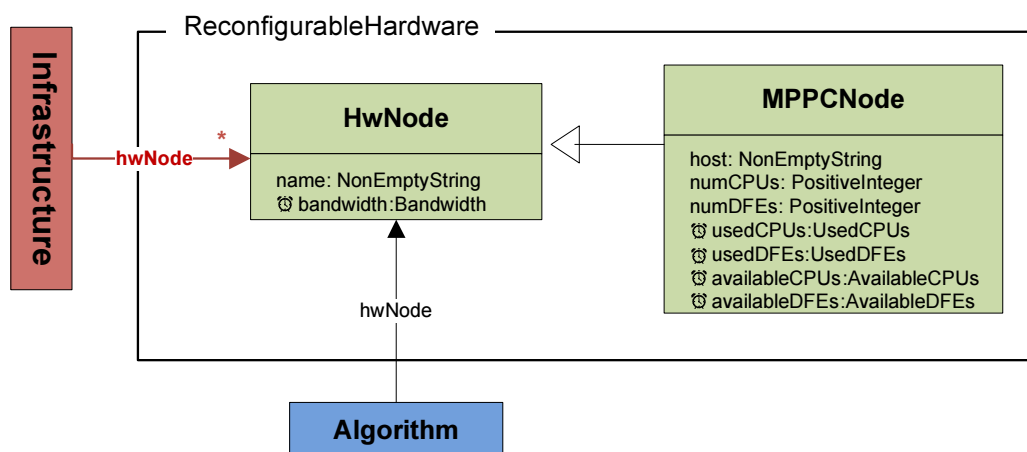 ReconfigurableHardware
Infrastructure
hwNode
*
HwNode
name: NonEmptyString
bandwidth:Bandwidth
MPPCNode
host: NonEmptyString
numCPUs: PositiveInteger
numDFEs: PositiveInteger
usedCPUs:UsedCPUs
usedDFEs:UsedDFEs
availableCPUs:AvailableCPUs
availableDFEs:AvailableDFEs
hwNode
Algorithm